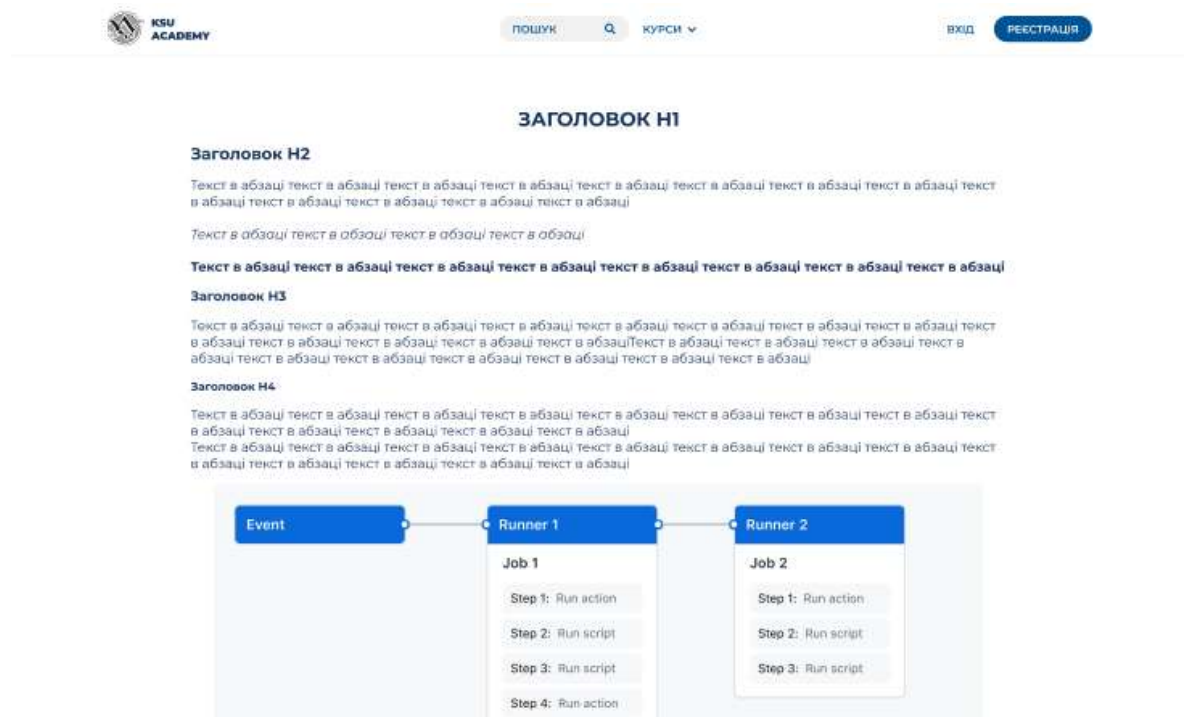 KSU
ACADEMY
ПОШУК
КУРСИ
ВХІД
РЕЄСТРАЦІЯ
ЗАГОЛОВОК H1
Заголовок H2
Текст в абзаці текст в абзаці текст в абзаці текст в абзаці текст в абзаці текст в абзаці текст в абзаці текст в абзаці текст
в абзаці текст в абзаці текст в абзаці текст в абзаці текст в абзаці
Текст в абзаці текст в абзаці текст в абзаці текст в абзаці
Текст в абзаці текст в абзаці текст в абзаці текст в абзаці текст в абзаці текст в абзаці текст в абзаці текст в абзаці
Заголовок H3
Текст в абзаці текст в абзаці текст в абзаці текст в абзаці текст в абзаці текст в абзаці текст в абзаці текст в абзаці текст
в абзаці текст в абзаці текст в абзаці текст в абзаці текст в абзаціТекст в абзаці текст в абзаці текст в абзаці текст в
абзаці текст в абзаці текст в абзаці текст в абзаці текст в абзаці текст в абзаці текст в абзаці
Заголовок H4
Текст в абзаці текст в абзаці текст в абзаці текст в абзаці текст в абзаці текст в абзаці текст в абзаці текст в абзаці текст
в абзаці текст в абзаці текст в абзаці текст в абзаці текст в абзаці
Текст в абзаці текст в абзаці текст в абзаці текст в абзаці текст в абзаці текст в абзаці текст в абзаці текст в абзаці текст
в абзаці текст в абзаці текст в абзаці текст в абзаці текст в абзаці
Event
Runner 1
Runner 2
Job 1
Job 2
Step 1: Run action
Step 1: Run action
Step 2: Run script
Step 2: Run script
Step 3: Run script
Step 3: Run script
Step 4: Run action